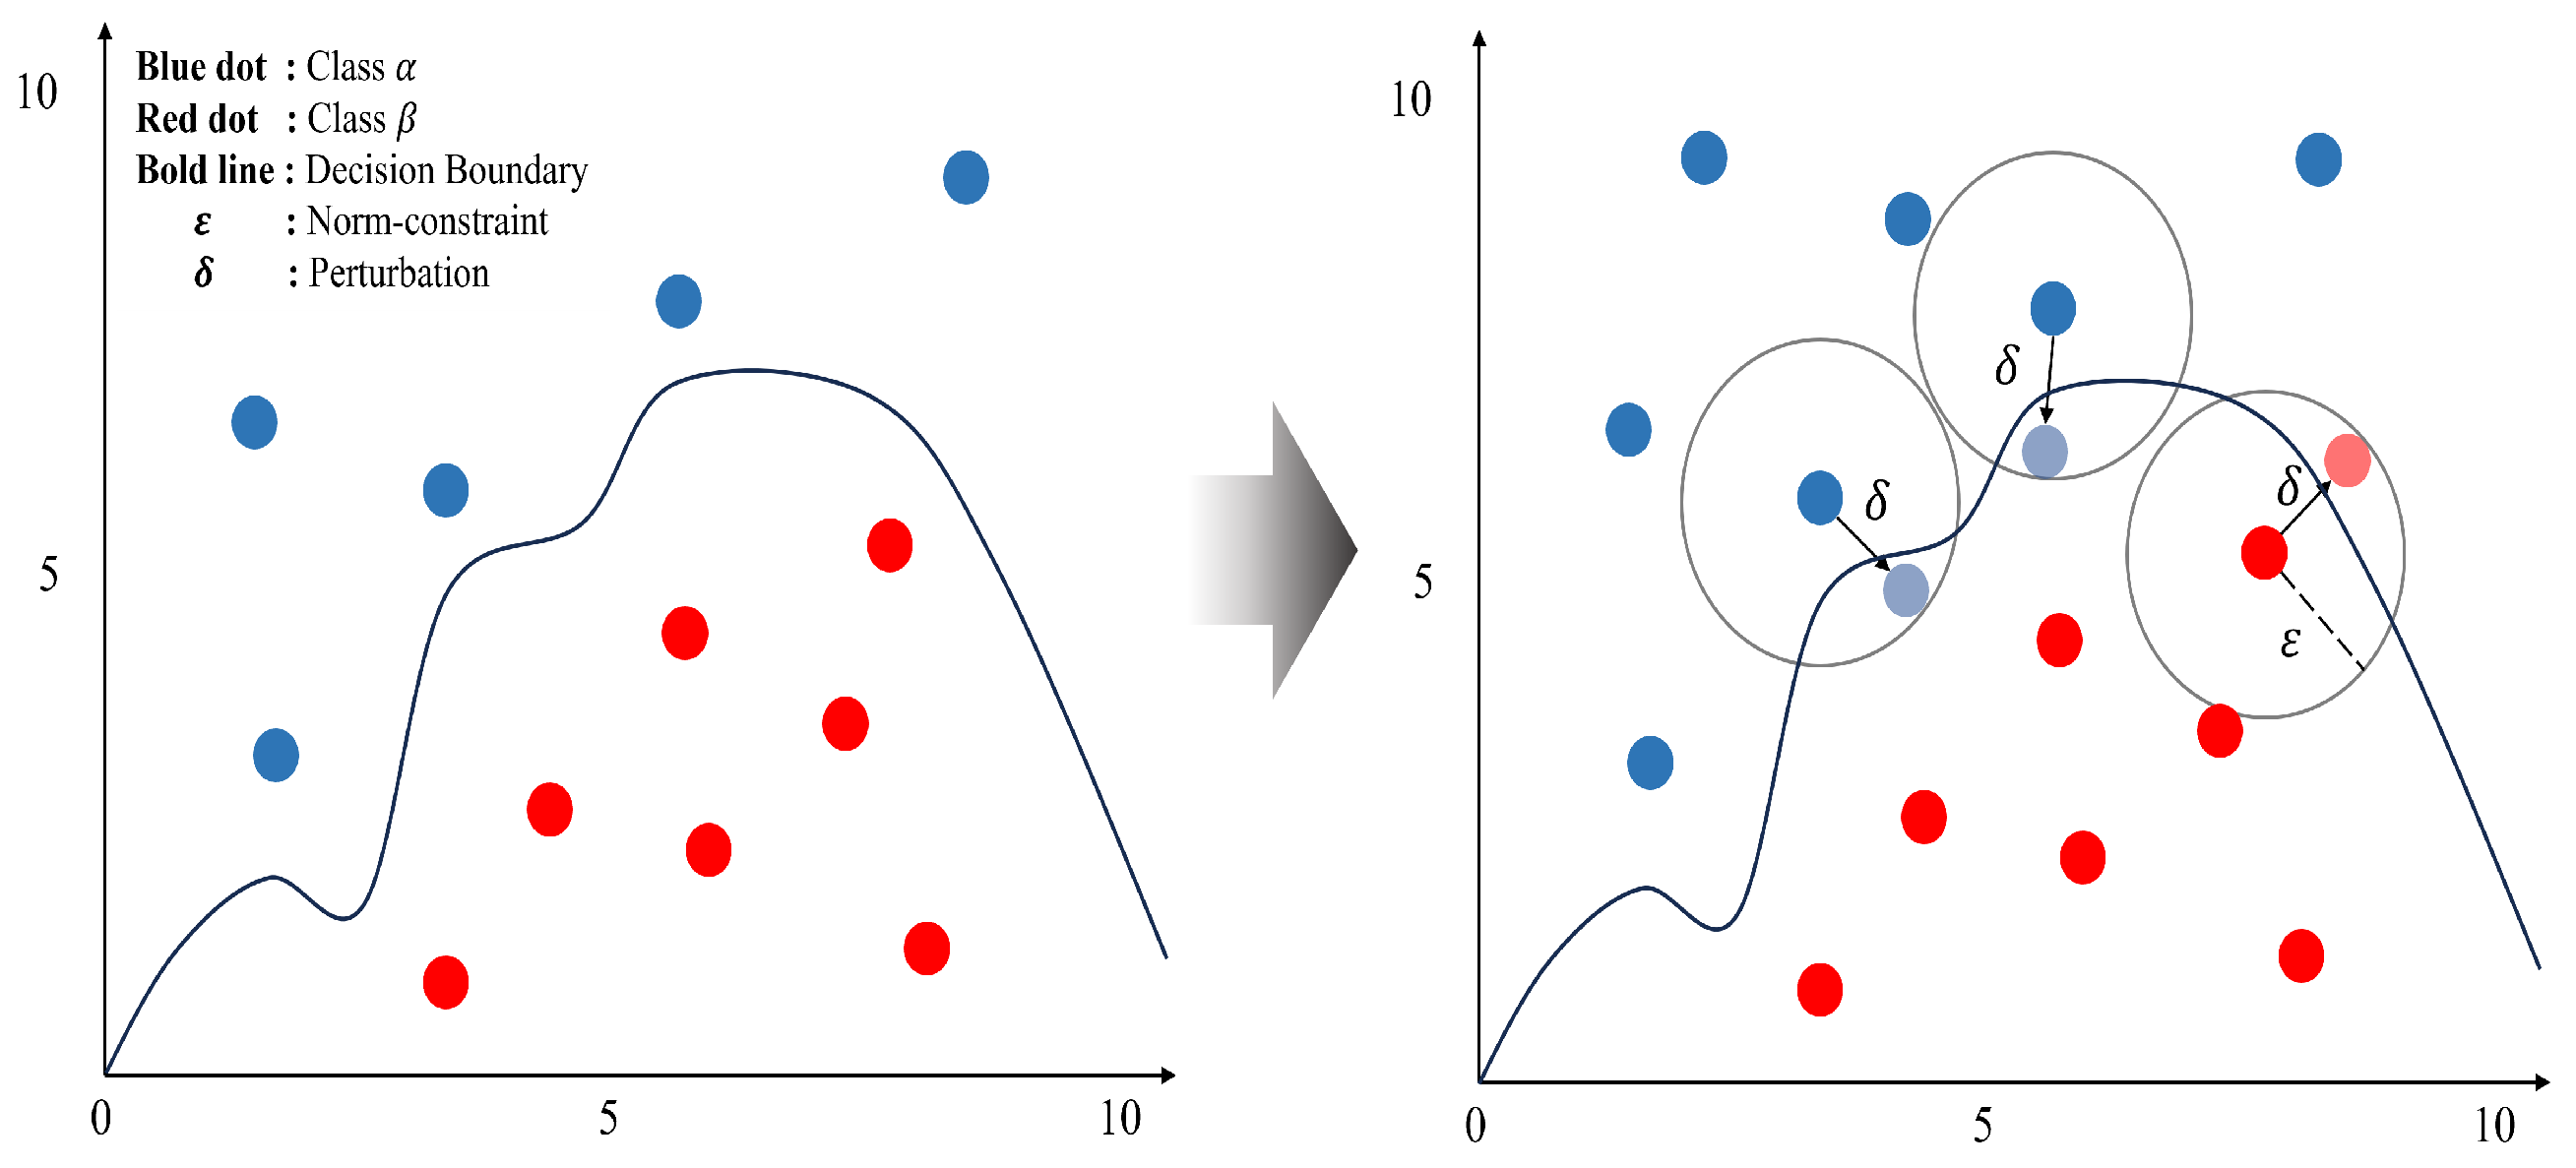 Blue dot : Class α
Red dot : Class β
Bold line : Decision Boundary
ε : Norm-constraint
δ : Perturbation
10
5
0 5 10
10
δ
δ
δ
5
ε
0 5 10